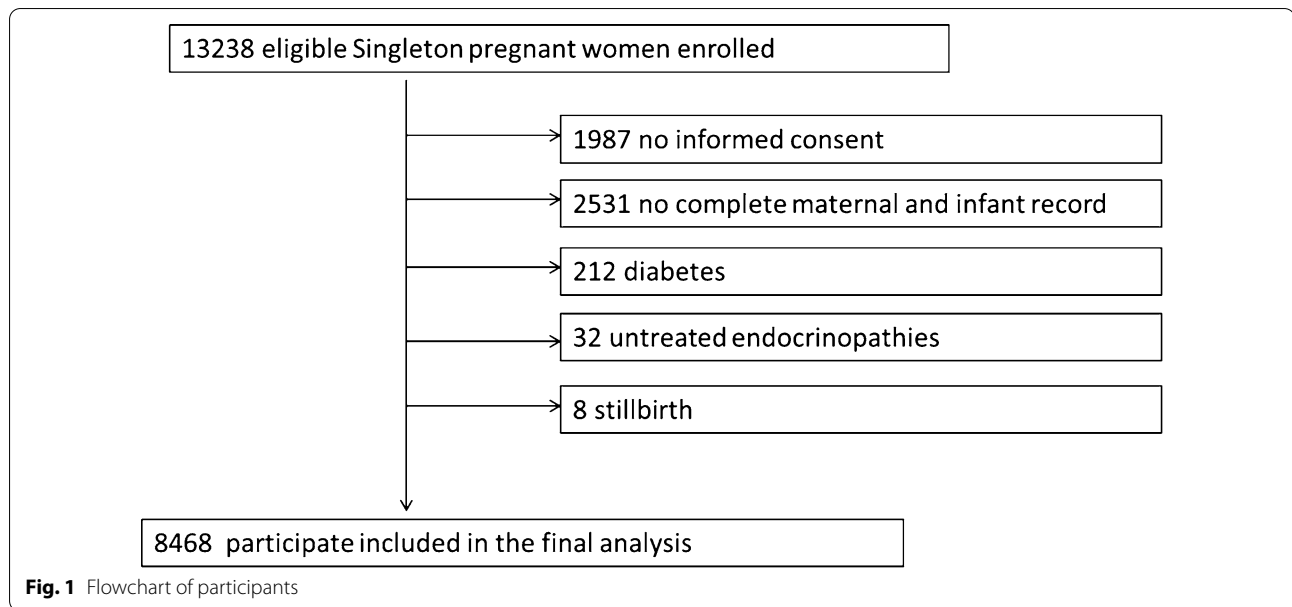 13238 eligible Singleton pregnant women enrolled
1987 no informed consent
2531 no complete maternal and infant record
212 diabetes
32 untreated endocrinopathies
8 stillbirth
8468 participate included in the final analysis
Fig. 1 Flowchart of participants